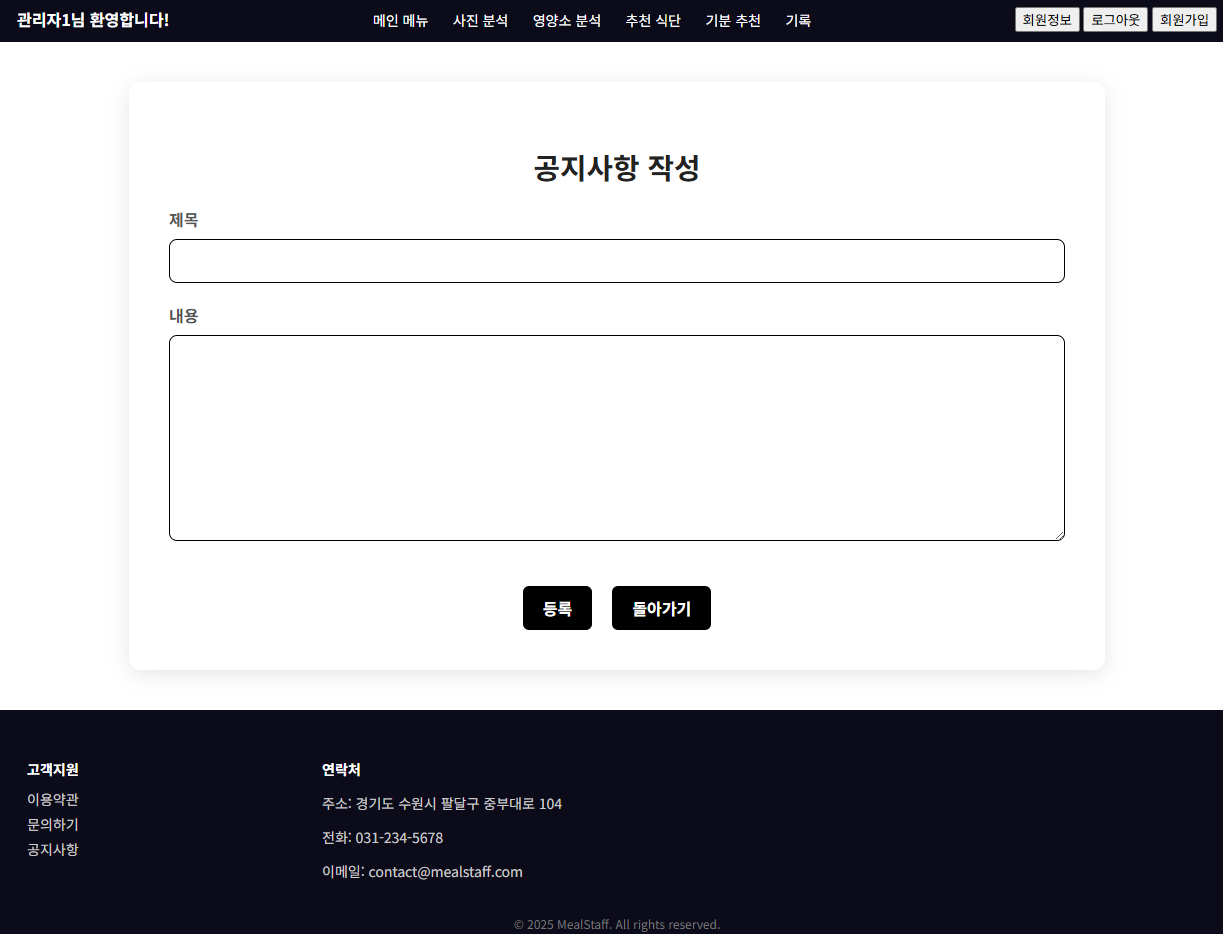 관리자1님 환영합니다! 메인 메뉴 사진 분석 영양소 분석 추천 식단 기분 추천 기록 회원정보 로그아웃 회원가입
공지사항 작성
제목
내용
등록 돌아가기
고객지원
이용약관
문의하기
공지사항
연락처
주소: 경기도 수원시 팔달구 중부대로 104
전화: 031-234-5678
이메일: contact@mealstaff.com
© 2025 MealStaff. All rights reserved.